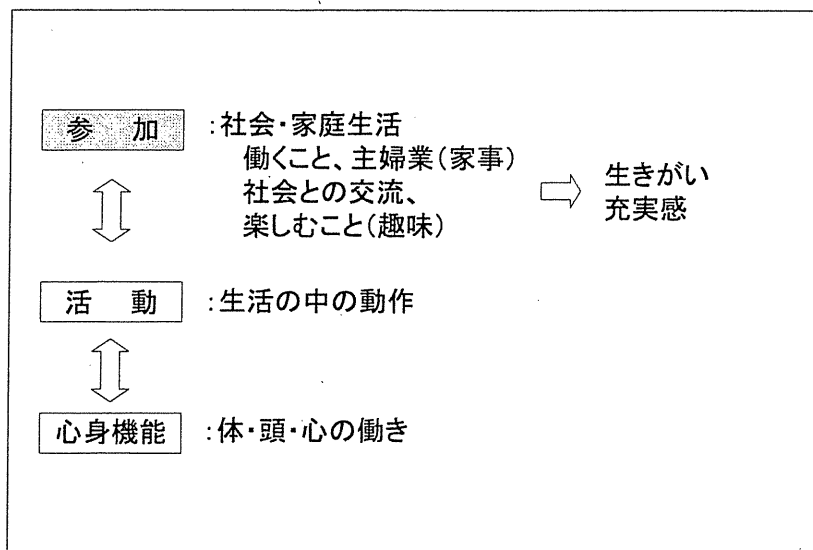 参　加　：社会・家庭生活
働くこと、主婦業（家事）
社会との交流、
楽しむこと（趣味）
生きがい
充実感
活　動　：生活の中の動作
心身機能　：体・頭・心の働き